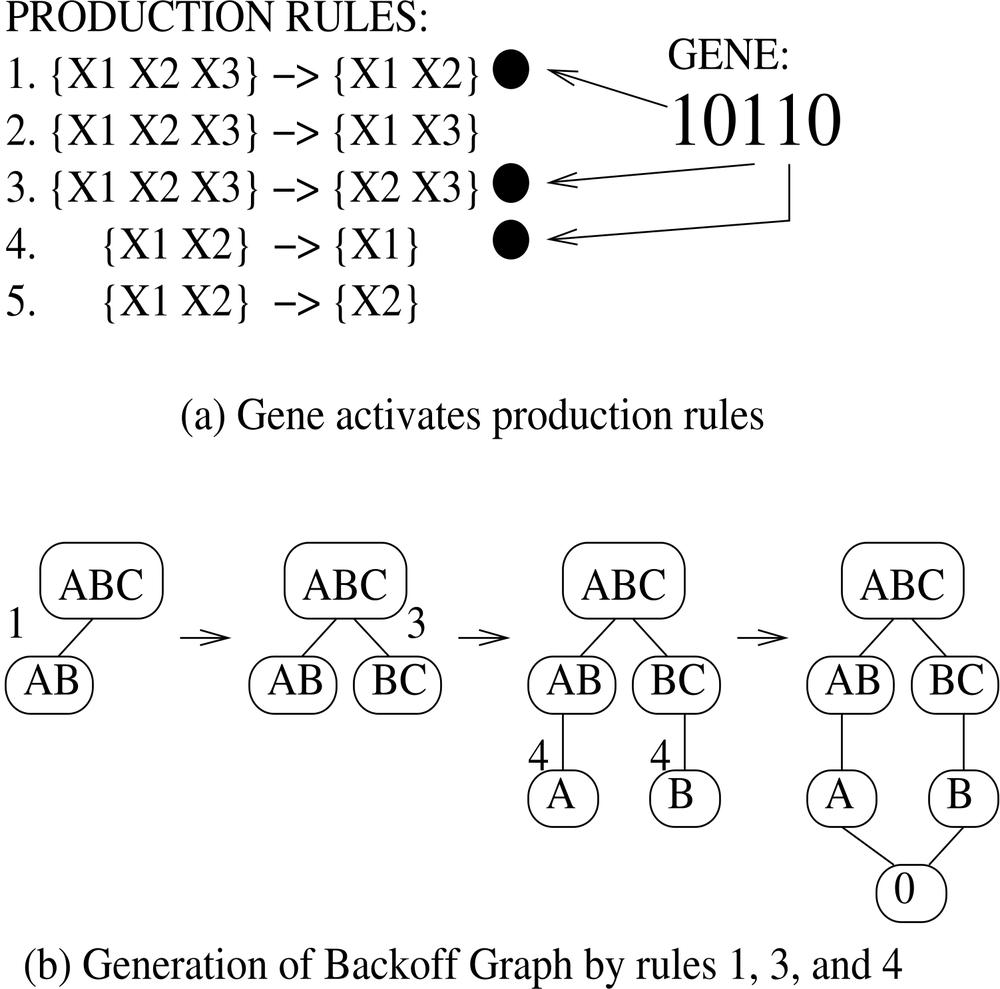 PRODUCTION RULES:
1. {X1 X2 X3} –> {X1 X2}
2. {X1 X2 X3} –> {X1 X3}
3. {X1 X2 X3} –> {X2 X3}
4. {X1 X2} –> {X1}
5. {X1 X2} –> {X2}
GENE:
10110
(a) Gene activates production rules
ABC
1
AB
ABC
3
AB BC
ABC
AB BC
4 4
A B
ABC
AB BC
A B
0
(b) Generation of Backoff Graph by rules 1, 3, and 4